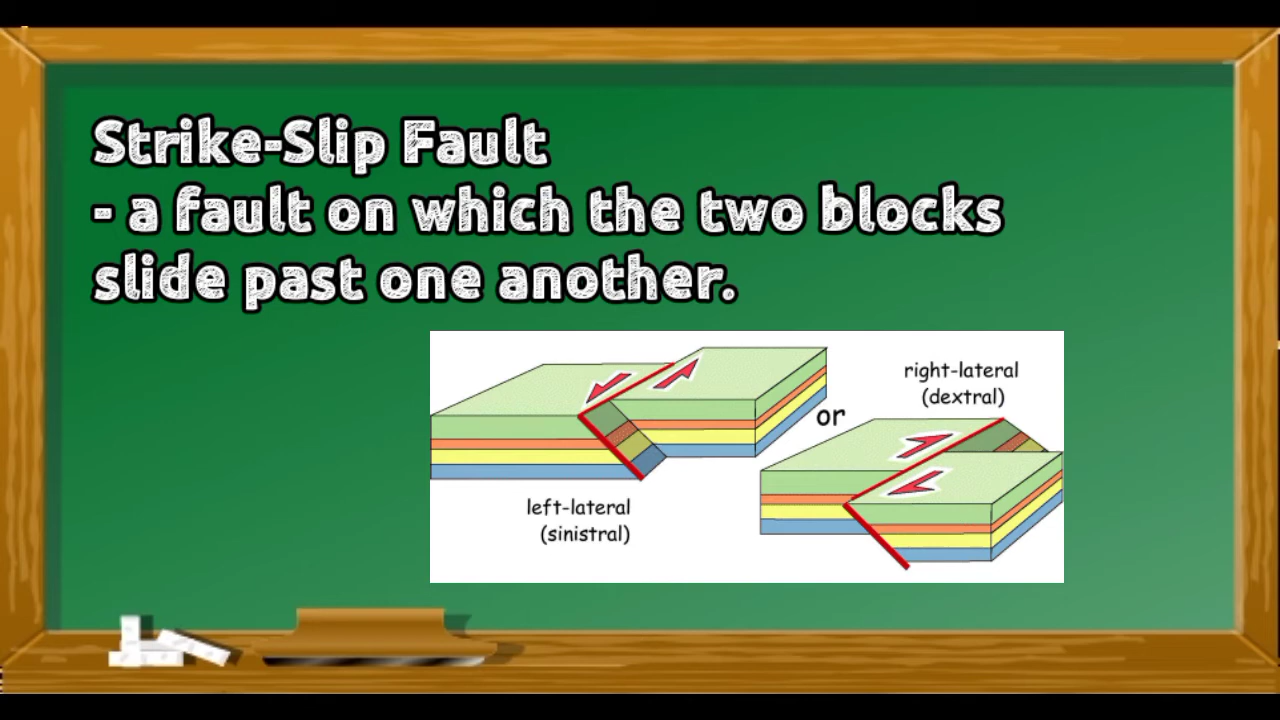 Strike-Slip Fault
- a fault on which the two blocks
slide past one another.
right-lateral
(dextral)
or
left-lateral
(sinistral)